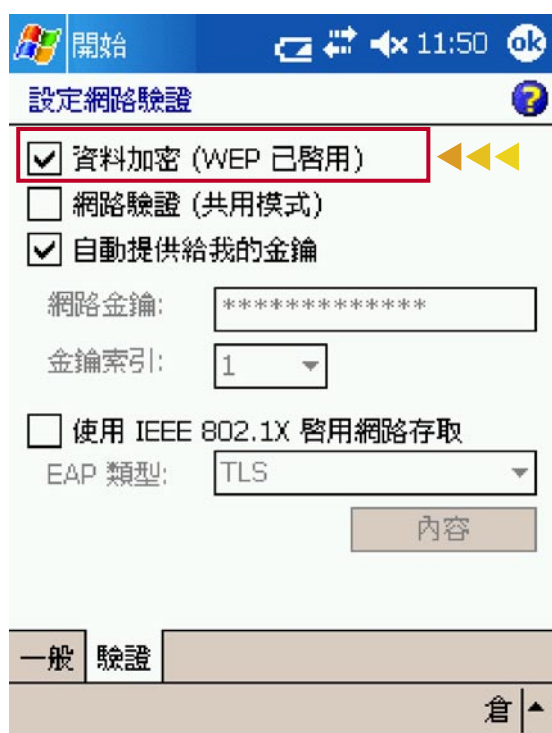 開始 11:50 ok
設定網路驗證 ?
資料加密 (WEP 已啓用)
網路驗證 (共用模式)
自動提供給我的金鑰
網路金鑰: *************
金鑰索引: 1
使用 IEEE 802.1X 啓用網路存取
EAP 類型: TLS
內容
一般 驗證
倉